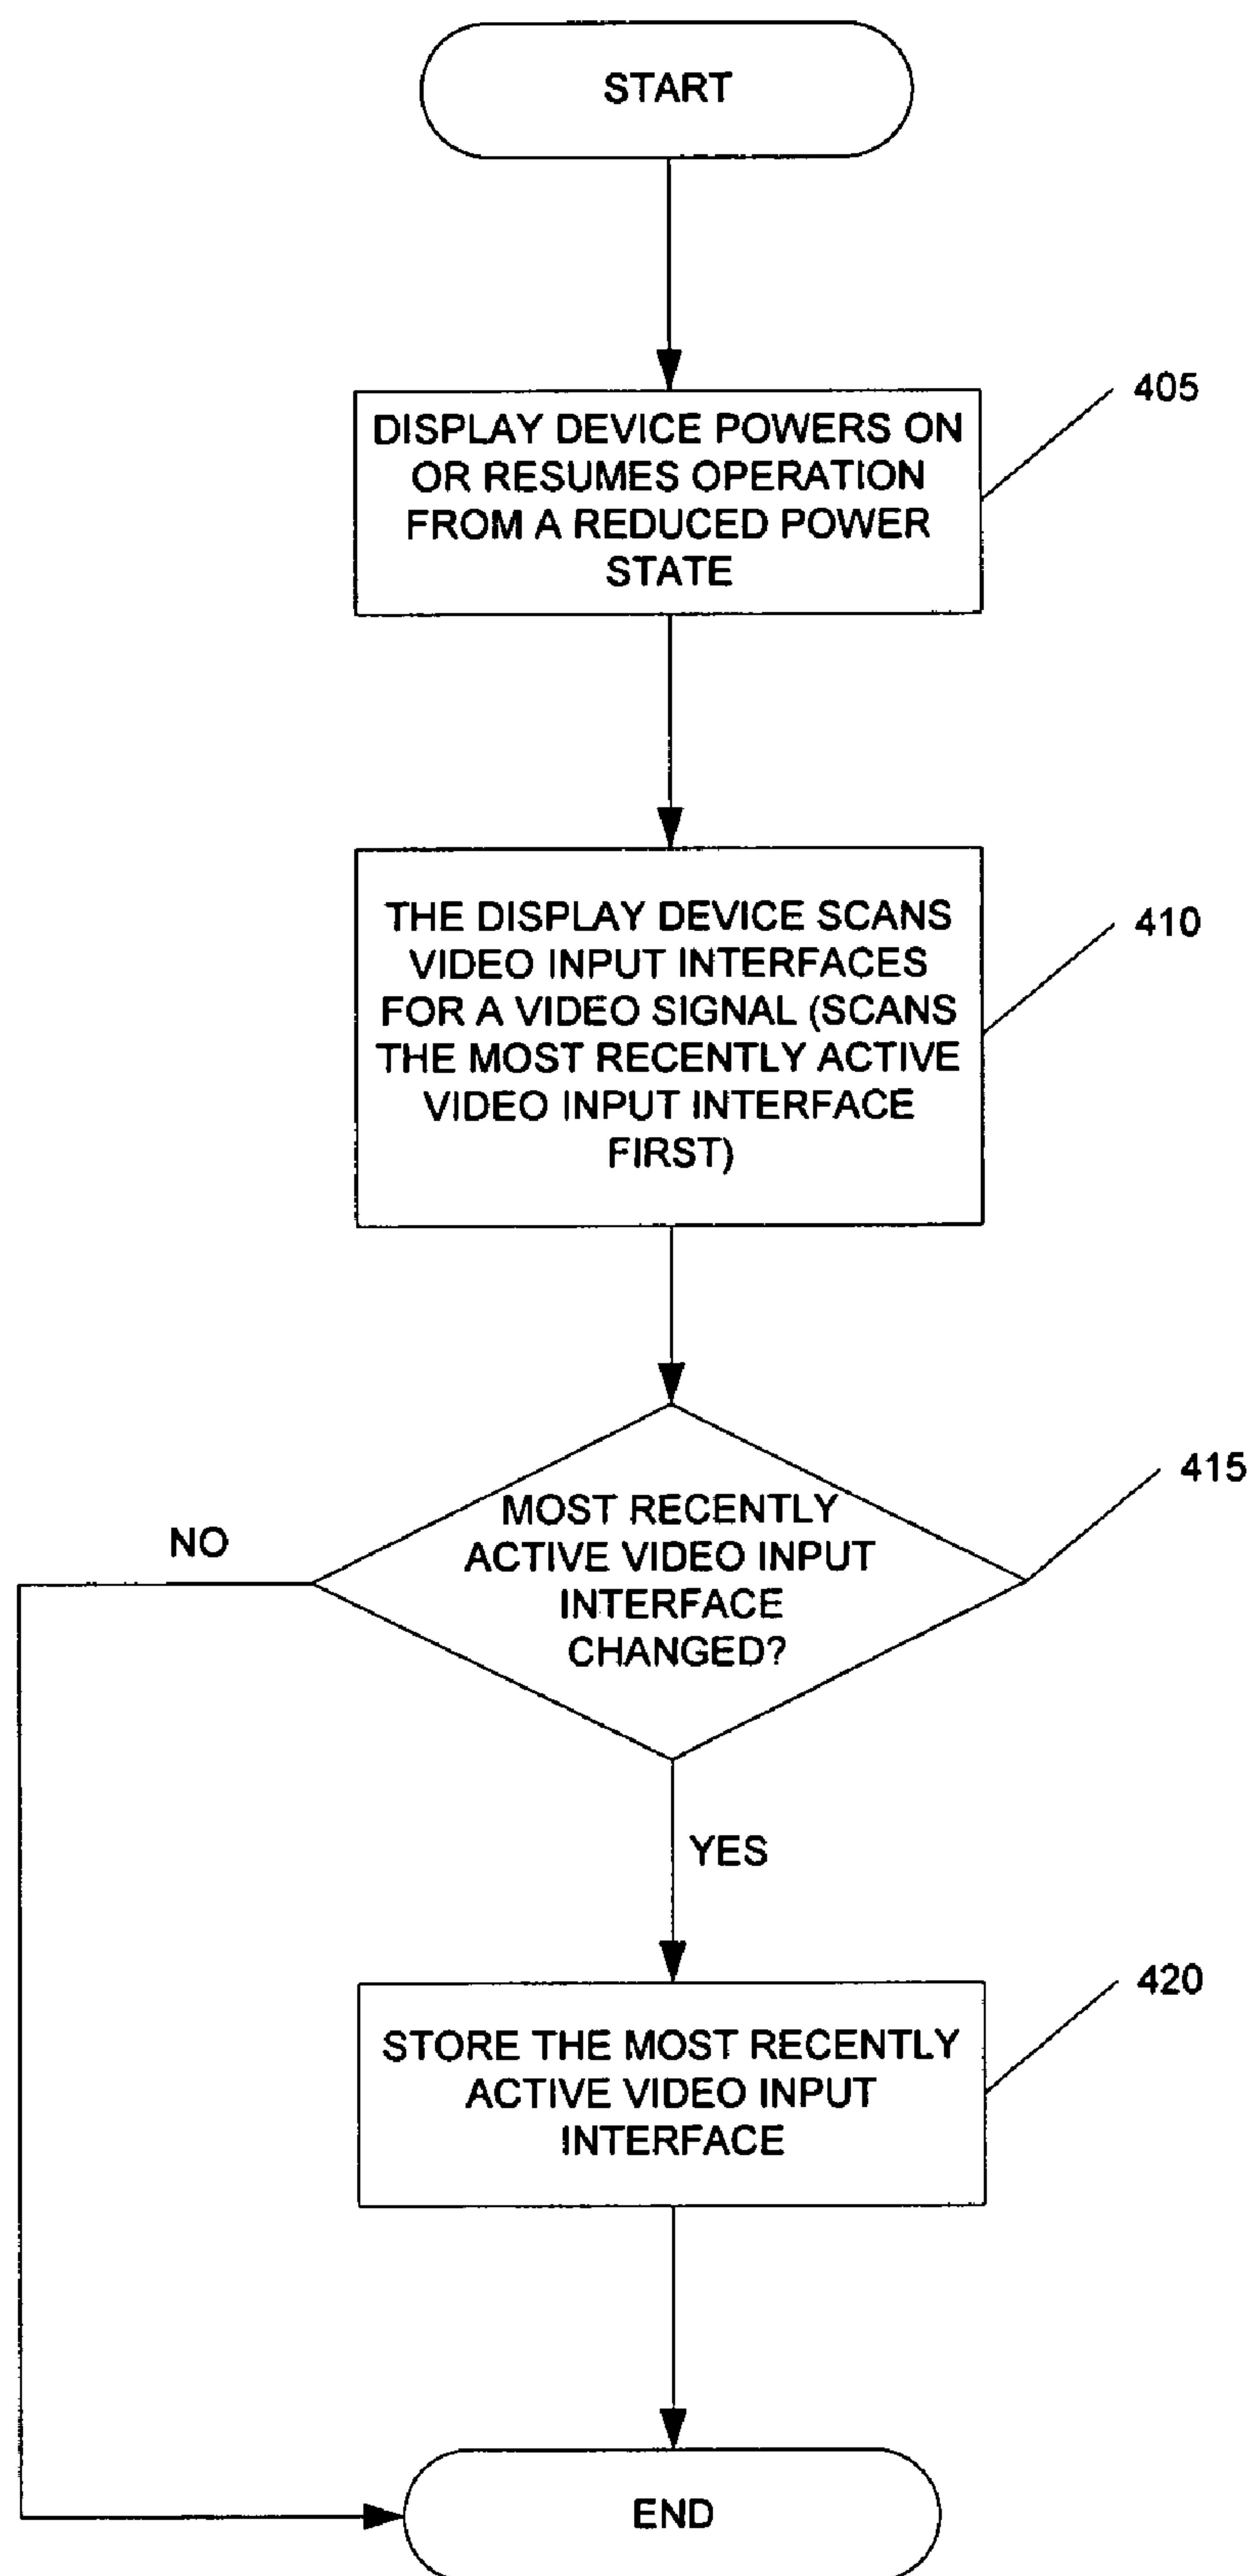 START
DISPLAY DEVICE POWERS ON
OR RESUMES OPERATION
FROM A REDUCED POWER
STATE
405
THE DISPLAY DEVICE SCANS
VIDEO INPUT INTERFACES
FOR A VIDEO SIGNAL (SCANS
THE MOST RECENTLY ACTIVE
VIDEO INPUT INTERFACE
FIRST)
410
MOST RECENTLY
ACTIVE VIDEO INPUT
INTERFACE
CHANGED?
415
NO
YES
STORE THE MOST RECENTLY
ACTIVE VIDEO INPUT
INTERFACE
420
END